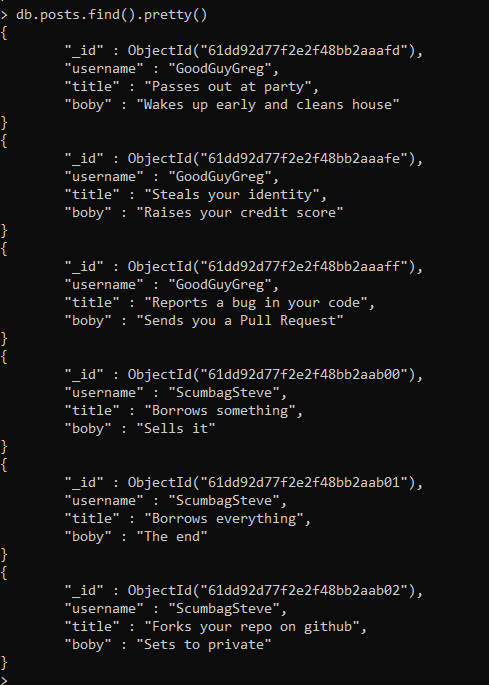 > db.posts.find().pretty()
{
        "_id" : ObjectId("61dd92d77f2e2f48bb2aaafd"),
        "username" : "GoodGuyGreg",
        "title" : "Passes out at party",
        "boby" : "Wakes up early and cleans house"
}
{
        "_id" : ObjectId("61dd92d77f2e2f48bb2aaafe"),
        "username" : "GoodGuyGreg",
        "title" : "Steals your identity",
        "boby" : "Raises your credit score"
}
{
        "_id" : ObjectId("61dd92d77f2e2f48bb2aaaff"),
        "username" : "GoodGuyGreg",
        "title" : "Reports a bug in your code",
        "boby" : "Sends you a Pull Request"
}
{
        "_id" : ObjectId("61dd92d77f2e2f48bb2aab00"),
        "username" : "ScumbagSteve",
        "title" : "Borrows something",
        "boby" : "Sells it"
}
{
        "_id" : ObjectId("61dd92d77f2e2f48bb2aab01"),
        "username" : "ScumbagSteve",
        "title" : "Borrows everything",
        "boby" : "The end"
}
{
        "_id" : ObjectId("61dd92d77f2e2f48bb2aab02"),
        "username" : "ScumbagSteve",
        "title" : "Forks your repo on github",
        "boby" : "Sets to private"
}
>